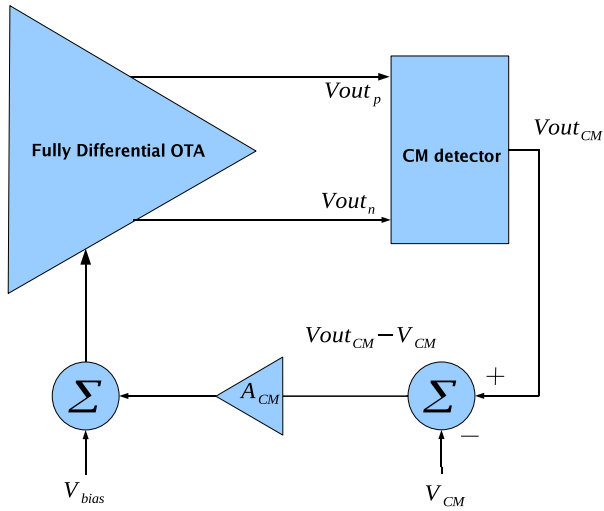 Vout_p
Fully Differential OTA
CM detector
Vout_CM
Vout_n
Vout_CM − V_CM
+
Σ
A_CM
Σ
−
V_bias
V_CM